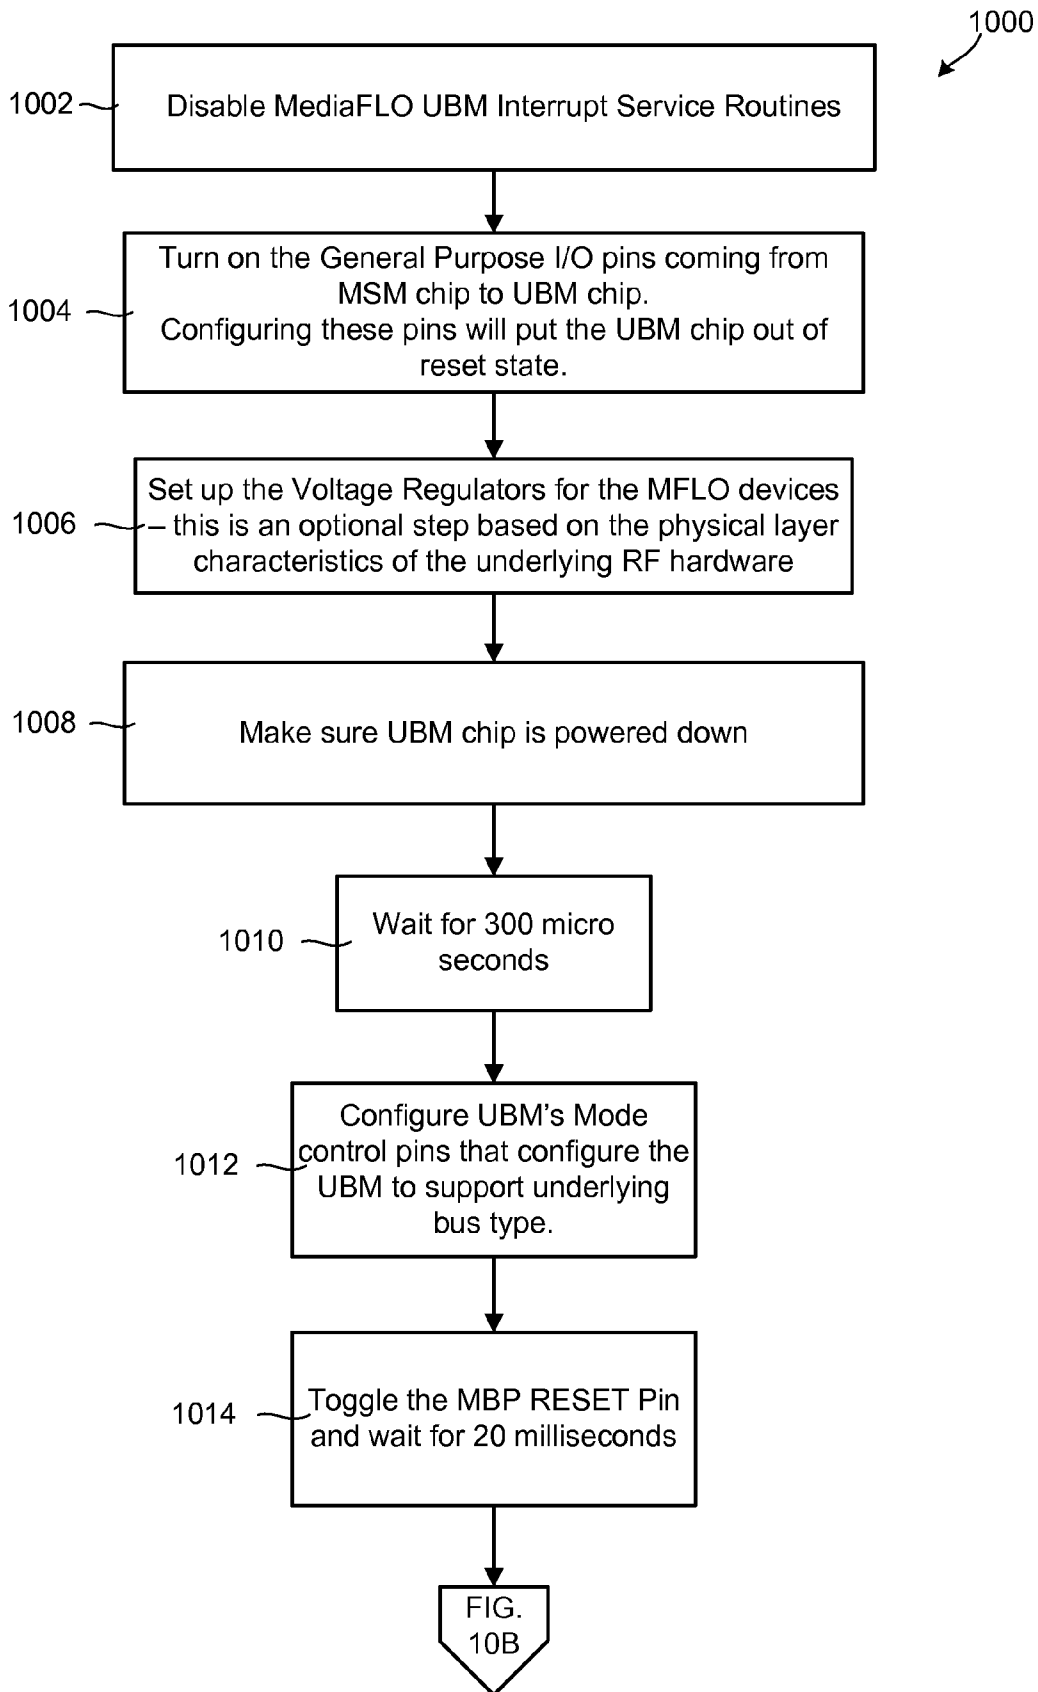 1000
1002
Disable MediaFLO UBM Interrupt Service Routines
1004
Turn on the General Purpose I/O pins coming from
MSM chip to UBM chip.
Configuring these pins will put the UBM chip out of
reset state.
1006
Set up the Voltage Regulators for the MFLO devices
– this is an optional step based on the physical layer
characteristics of the underlying RF hardware
1008
Make sure UBM chip is powered down
1010
Wait for 300 micro
seconds
1012
Configure UBM’s Mode
control pins that configure the
UBM to support underlying
bus type.
1014
Toggle the MBP RESET Pin
and wait for 20 milliseconds
FIG.
10B